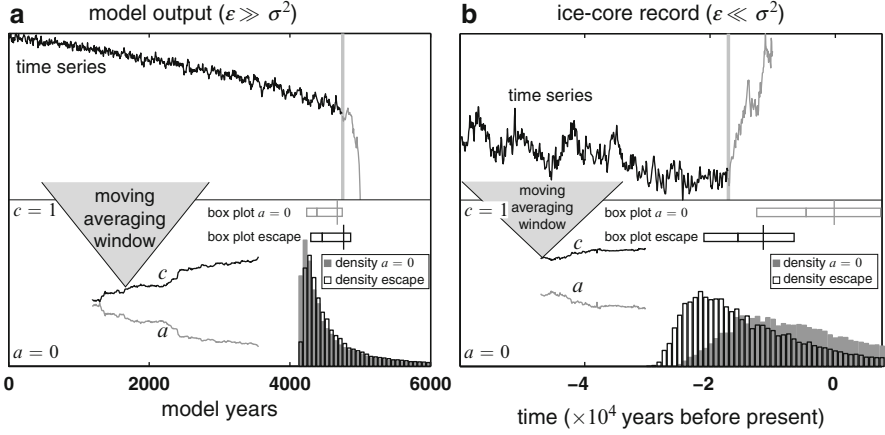 a model output (ε ≫ σ²)
time series
c = 1
moving
averaging
window
box plot a = 0
box plot escape
density a = 0
density escape
c
a
a = 0
0 2000 4000 6000
model years
b ice-core record (ε ≪ σ²)
time series
c = 1
moving
averaging
window
box plot a = 0
box plot escape
density a = 0
density escape
c
a
a = 0
−4 −2 0
time (×10⁴ years before present)